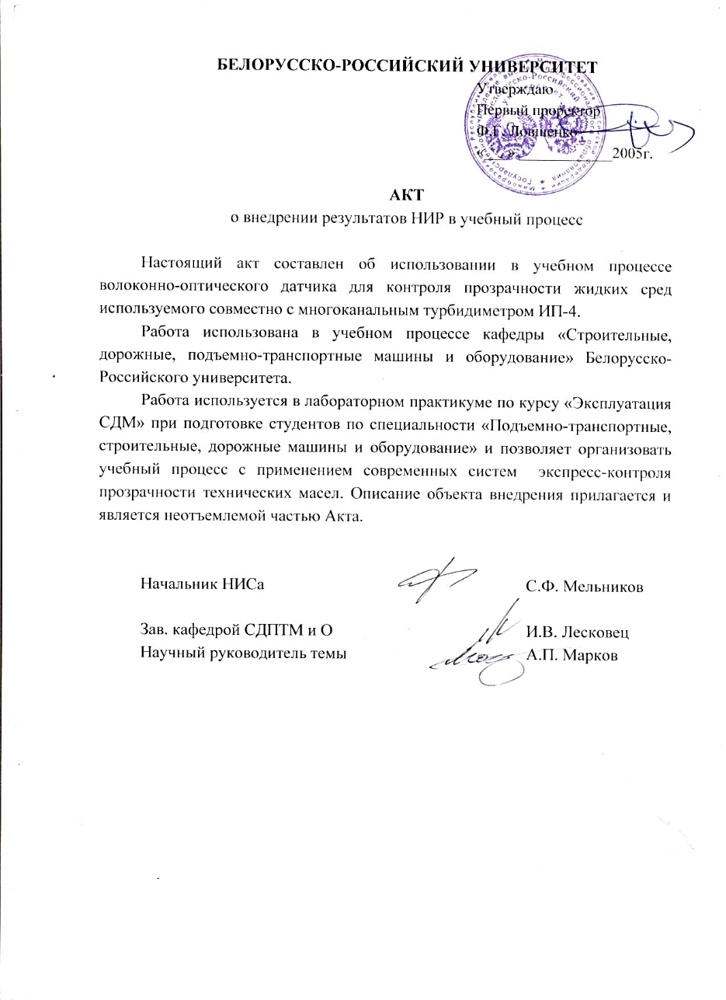 БЕЛОРУССКО-РОССИЙСКИЙ УНИВЕРСИТЕТ
Утверждаю
Первый проректор
Ф.Г. Ловшенко
«____»___________2005г.
АКТ
о внедрении результатов НИР в учебный процесс
Настоящий акт составлен об использовании в учебном процессе
волоконно-оптического датчика для контроля прозрачности жидких сред
используемого совместно с многоканальным турбидиметром ИП-4.
Работа использована в учебном процессе кафедры «Строительные,
дорожные, подъемно-транспортные машины и оборудование» Белорусско-
Российского университета.
Работа используется в лабораторном практикуме по курсу «Эксплуатация
СДМ» при подготовке студентов по специальности «Подъемно-транспортные,
строительные, дорожные машины и оборудование» и позволяет организовать
учебный процесс с применением современных систем экспресс-контроля
прозрачности технических масел. Описание объекта внедрения прилагается и
является неотъемлемой частью Акта.
Начальник НИСа С.Ф. Мельников
Зав. кафедрой СДПТМ и О И.В. Лесковец
Научный руководитель темы А.П. Марков